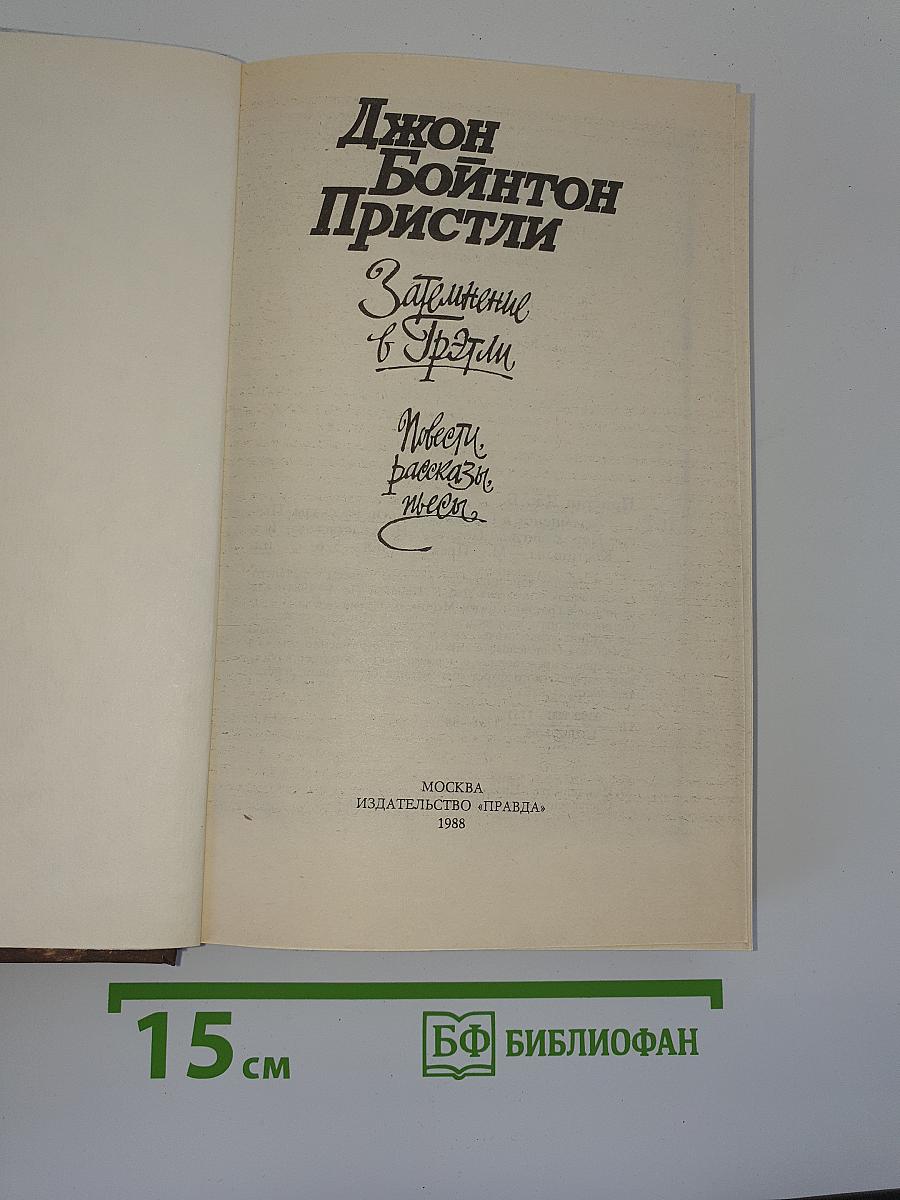 Джон
Бойнтон
Пристли
Затемнение
в Грэтли
Повести,
рассказы,
пьесы
МОСКВА
ИЗДАТЕЛЬСТВО «ПРАВДА»
1988
15 см
БФ БИБЛИОФАН